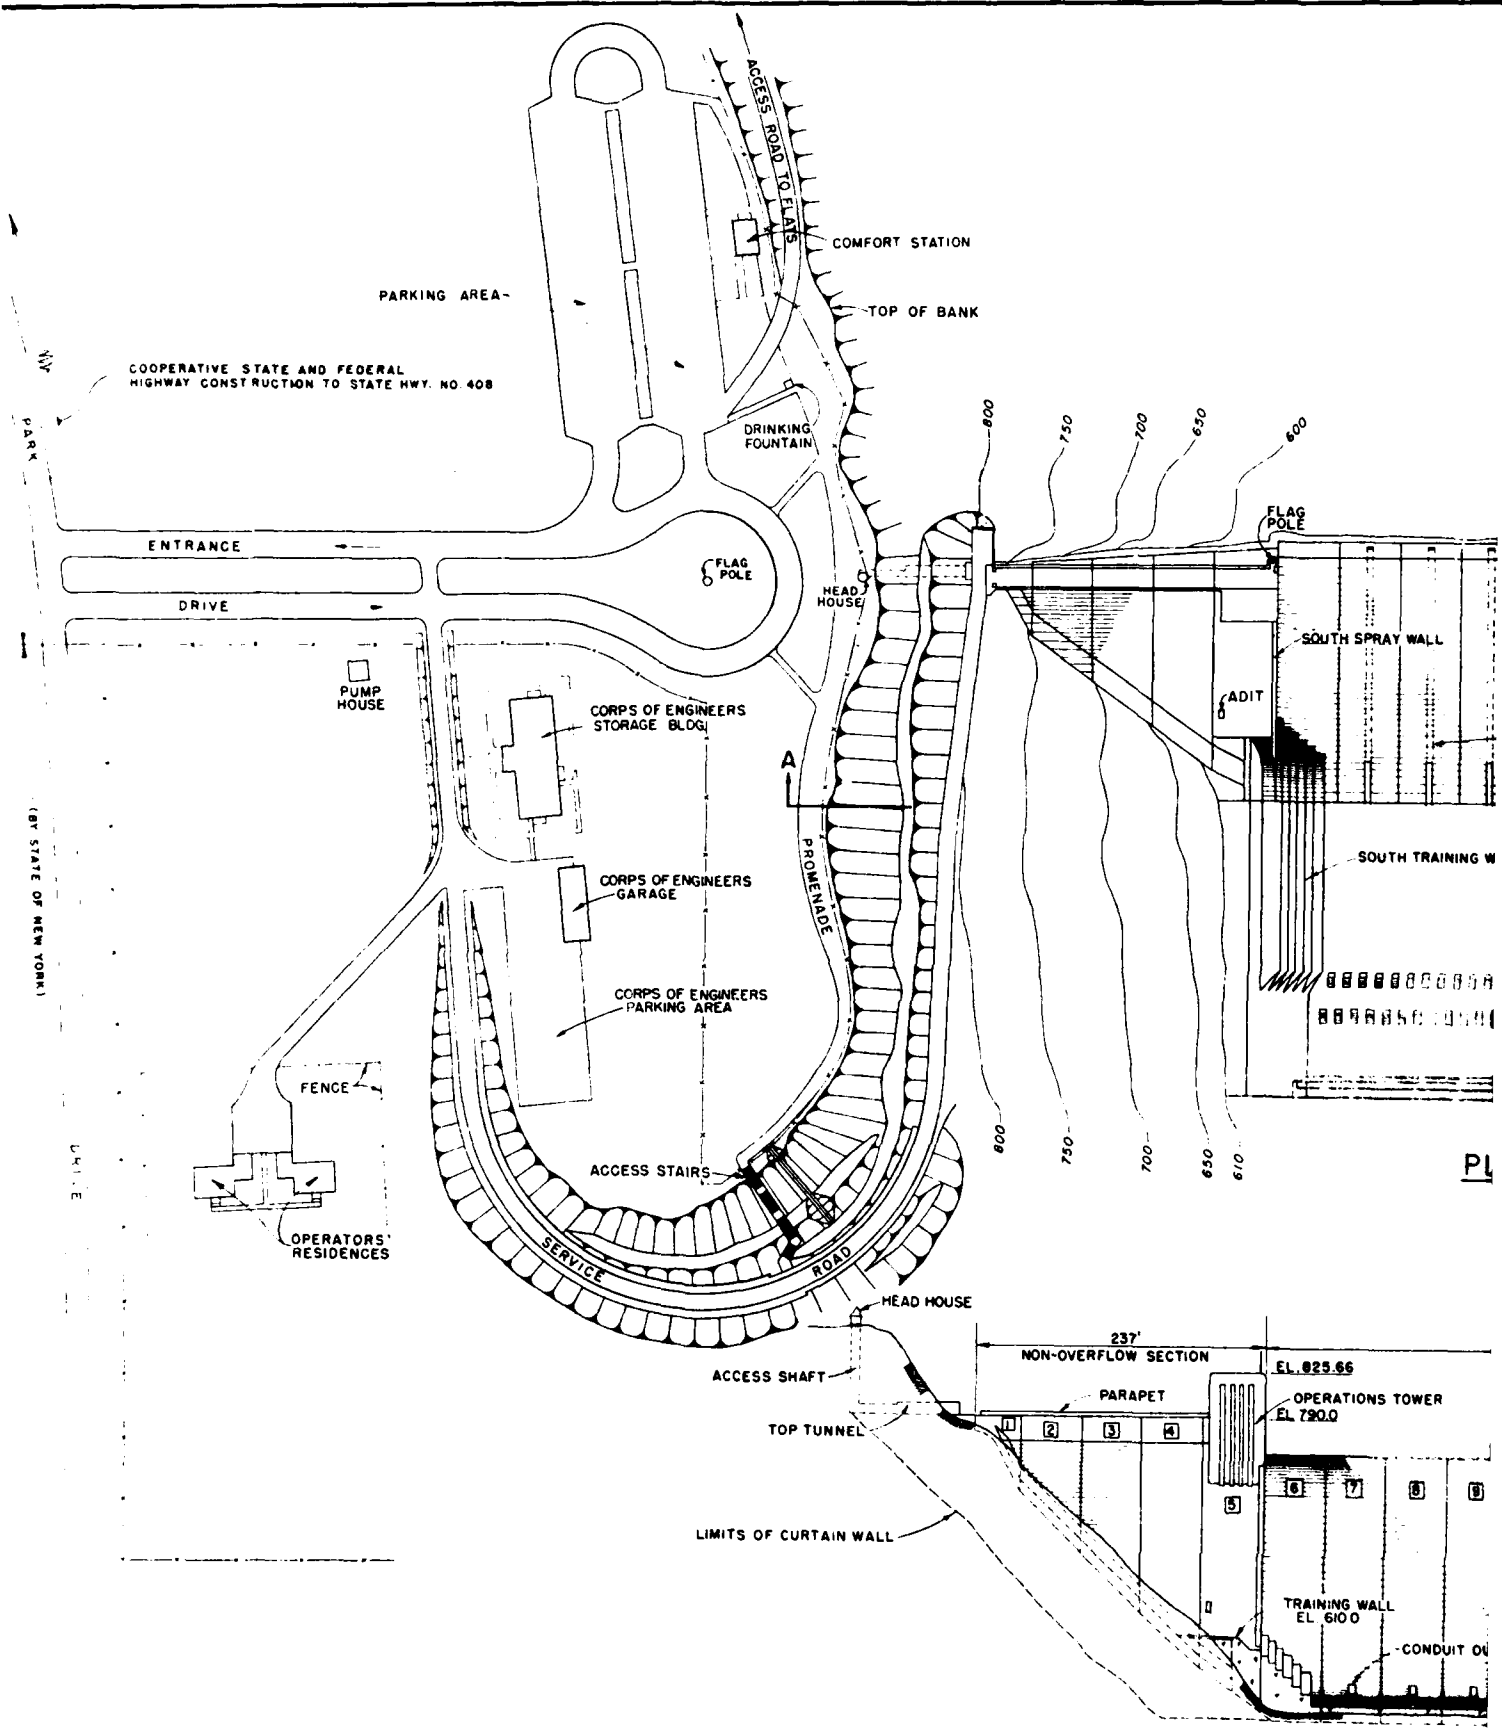 ACCESS ROAD TO FLATS
COMFORT STATION
PARKING AREA-
TOP OF BANK
COOPERATIVE STATE AND FEDERAL
HIGHWAY CONSTRUCTION TO STATE HWY. NO. 408
PARK
DRINKING
FOUNTAIN
800
750
700
650
600
FLAG
POLE
ENTRANCE
FLAG
POLE
HEAD
HOUSE
DRIVE
SOUTH SPRAY WALL
PUMP
HOUSE
CORPS OF ENGINEERS
STORAGE BLDG.
ADIT
A
(BY STATE OF NEW YORK)
PROMENADE
SOUTH TRAINING W
CORPS OF ENGINEERS
GARAGE
CORPS OF ENGINEERS
PARKING AREA
FENCE
800
750
700
650
610
PL
ACCESS STAIRS
OPERATORS'
RESIDENCES
SERVICE
ROAD
HEAD HOUSE
237'
NON-OVERFLOW SECTION
EL. 825.66
ACCESS SHAFT
PARAPET
OPERATIONS TOWER
EL 790.0
TOP TUNNEL
1
2
3
4
5
6
7
8
9
LIMITS OF CURTAIN WALL
TRAINING WALL
EL 610 0
CONDUIT OU